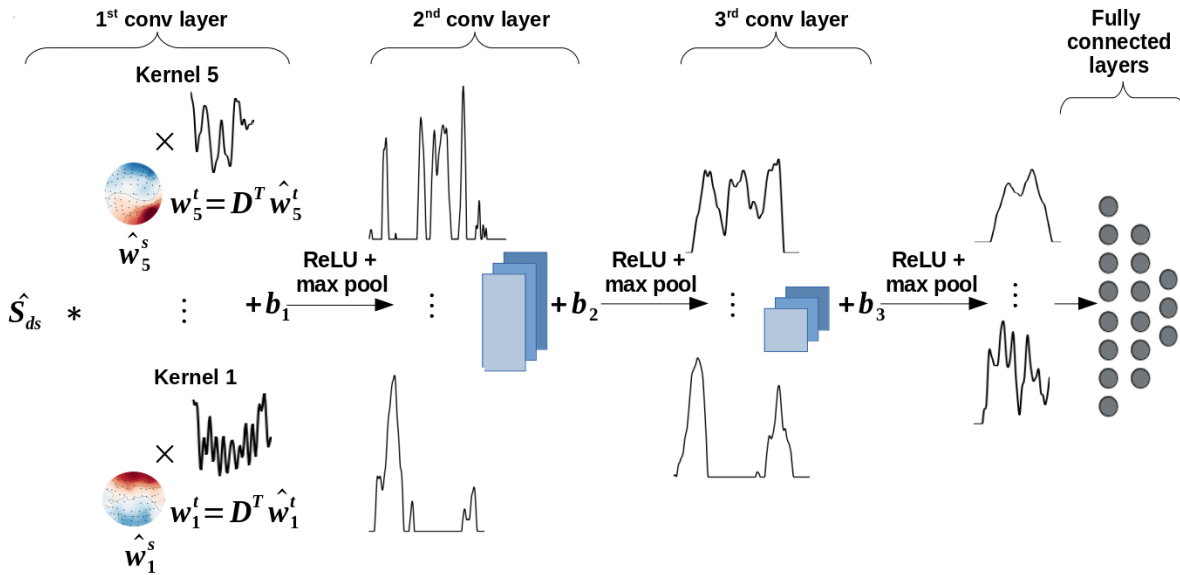 1st conv layer
2nd conv layer
3rd conv layer
Fully
connected
layers
Kernel 5
×
w₅ᵗ = Dᵀ ŵ₅ᵗ
ŵ₅ˢ
ReLU +
max pool
ReLU +
max pool
ReLU +
max pool
Ŝds * ⋮ + b₁ ⋮ + b₂ ⋮ + b₃ ⋮
Kernel 1
×
w₁ᵗ = Dᵀ ŵ₁ᵗ
ŵ₁ˢ